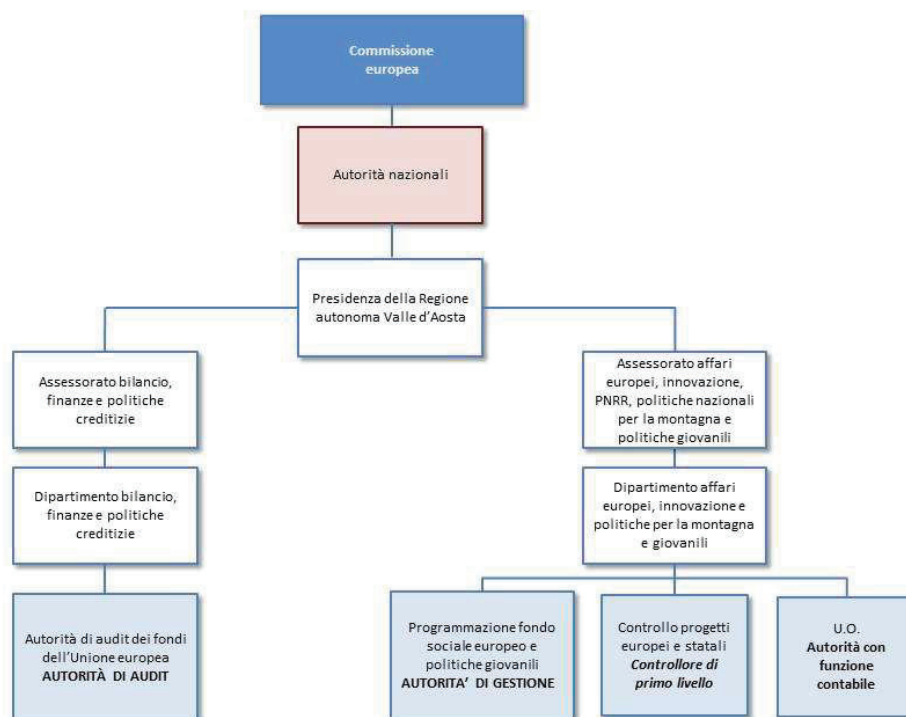 Commissione
europea
Autorità nazionali
Presidenza della Regione
autonoma Valle d'Aosta
Assessorato bilancio,
finanze e politiche
creditizie
Assessorato affari
europei, innovazione,
PNRR, politiche nazionali
per la montagna e
politiche giovanili
Dipartimento bilancio,
finanze e politiche
creditizie
Dipartimento affari
europei, innovazione e
politiche per la montagna
e giovanili
Autorità di audit dei fondi
dell'Unione europea
AUTORITÀ DI AUDIT
Programmazione fondo
sociale europeo e
politiche giovanili
AUTORITA' DI GESTIONE
Controllo progetti
europei e statali
Controllore di
primo livello
U.O.
Autorità con
funzione
contabile